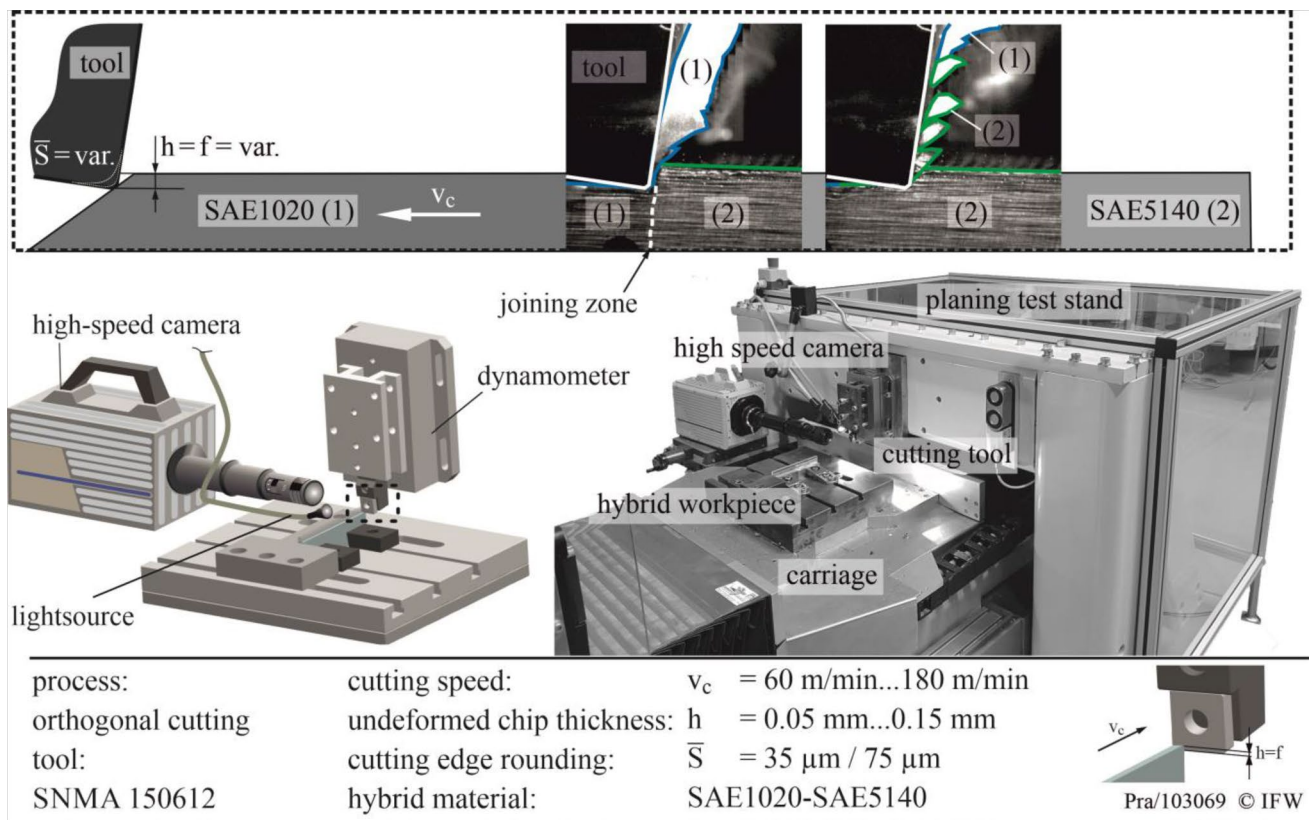 tool
S̅ = var.
h = f = var.
SAE1020 (1)
v_c
tool
(1)
(1)
(2)
(1)
(2)
(2)
SAE5140 (2)
joining zone
high-speed camera
dynamometer
lightsource
planing test stand
high speed camera
cutting tool
hybrid workpiece
carriage
process:
orthogonal cutting
tool:
SNMA 150612
cutting speed:
undeformed chip thickness:
cutting edge rounding:
hybrid material:
v_c = 60 m/min...180 m/min
h = 0.05 mm...0.15 mm
S̅ = 35 µm / 75 µm
SAE1020-SAE5140
v_c
h=f
Pra/103069 © IFW